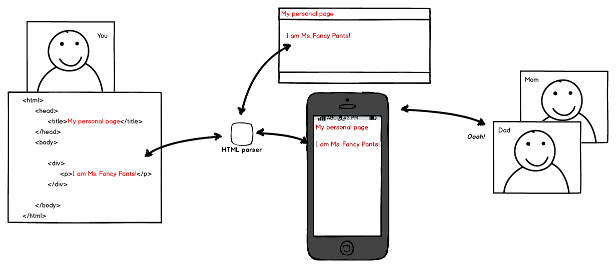 You
<html>
<head>
<title>My personal page</title>
</head>
<body>
<div>
<p>I am Ms. Fancy Pants!</p>
</div>
</body>
</html>
HTML parser
My personal page
I am Ms. Fancy Pants!
My personal page
I am Ms. Fancy Pants!
Oooh!
Mom
Dad